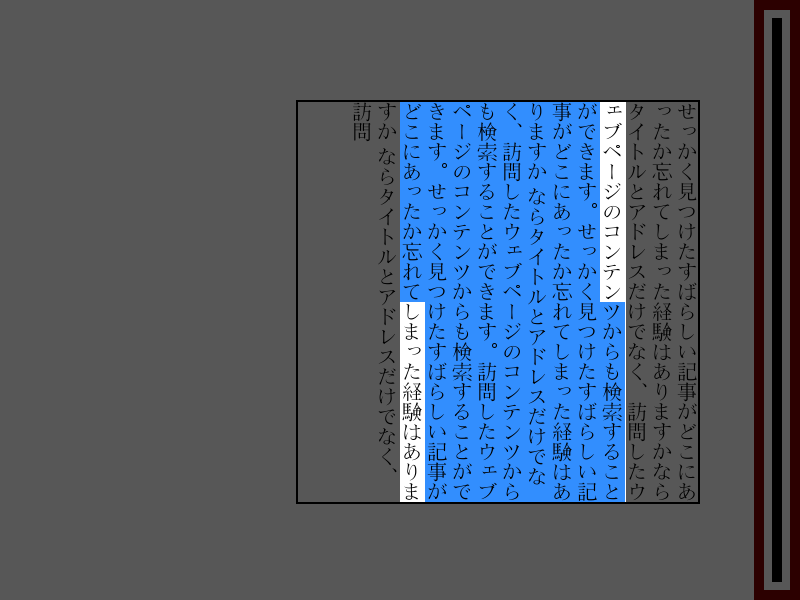 せっかく見つけたすばらしい記事がどこにあ
ったか忘れてしまった経験はありますかなら
タイトルとアドレスだけでなく、訪問したウ
ェブページのコンテンツからも検索すること
ができます。せっかく見つけたすばらしい記
事がどこにあったか忘れてしまった経験はあ
りますか ならタイトルとアドレスだけでな
く、訪問したウェブページのコンテンツから
も検索することができます。訪問したウェブ
ページのコンテンツからも検索することがで
きます。せっかく見つけたすばらしい記事が
どこにあったか忘れてしまった経験はありま
すか ならタイトルとアドレスだけでなく、
訪問